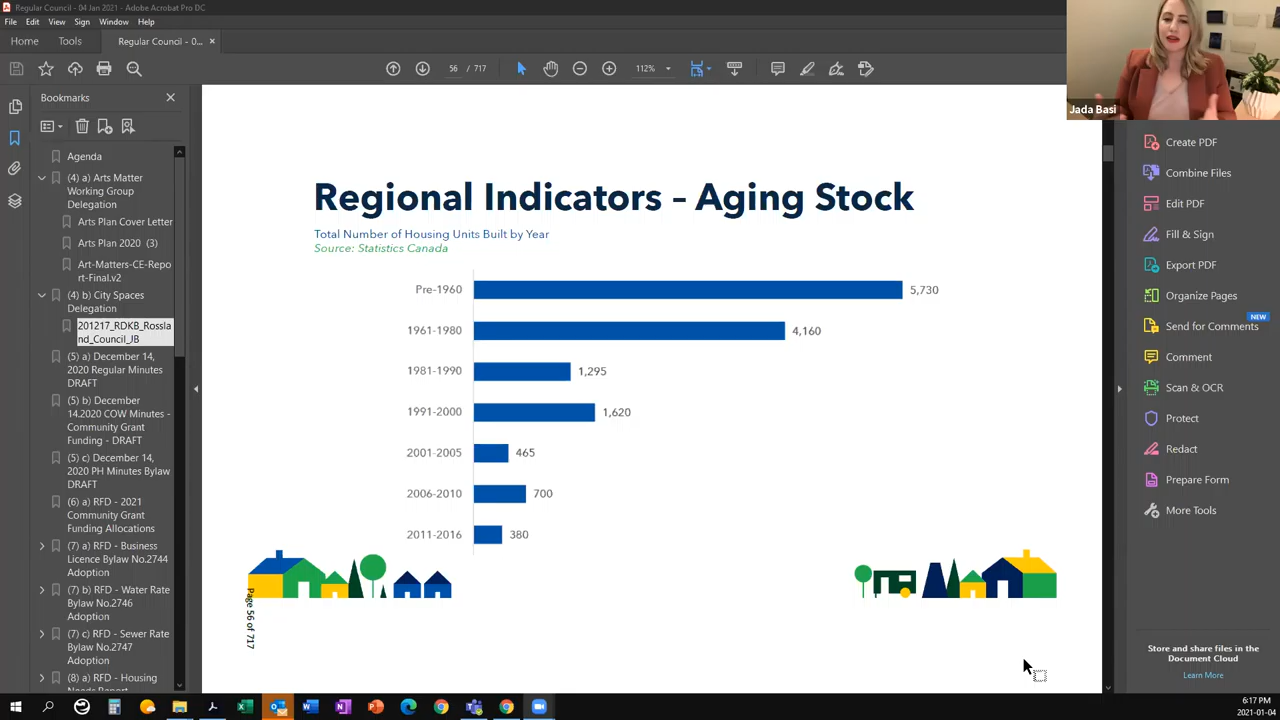 Regular Council - 04 Jan 2021 - Adobe Acrobat Pro DC
File Edit View Sign Window Help
Home Tools Regular Council - 0... ×
56 / 717
112%
Bookmarks
Agenda
(4) a) Arts Matter
Working Group
Delegation
Arts Plan Cover Letter
Arts Plan 2020 (3)
Art-Matters-CE-Repo
rt-Final.v2
(4) b) City Spaces
Delegation
201217_RDKB_Rossla
nd_Council_JB
(5) a) December 14,
2020 Regular Minutes
DRAFT
(5) b) December
14.2020 COW Minutes -
Community Grant
Funding - DRAFT
(5) c) December 14,
2020 PH Minutes Bylaw
DRAFT
(6) a) RFD - 2021
Community Grant
Funding Allocations
(7) a) RFD - Business
Licence Bylaw No.2744
Adoption
(7) b) RFD - Water Rate
Bylaw No.2746
Adoption
(7) c) RFD - Sewer Rate
Bylaw No.2747
Adoption
(8) a) RFD - Housing
Needs Report
Regional Indicators – Aging Stock
Total Number of Housing Units Built by Year
Source: Statistics Canada
Pre-1960 5,730
1961-1980 4,160
1981-1990 1,295
1991-2000 1,620
2001-2005 465
2006-2010 700
2011-2016 380
Page 56 of 717
Jada Basi
Create PDF
Combine Files
Edit PDF
Fill & Sign
Export PDF
Organize Pages
NEW
Send for Comments
Comment
Scan & OCR
Protect
Redact
Prepare Form
More Tools
Store and share files in the
Document Cloud
Learn More
6:17 PM
2021-01-04